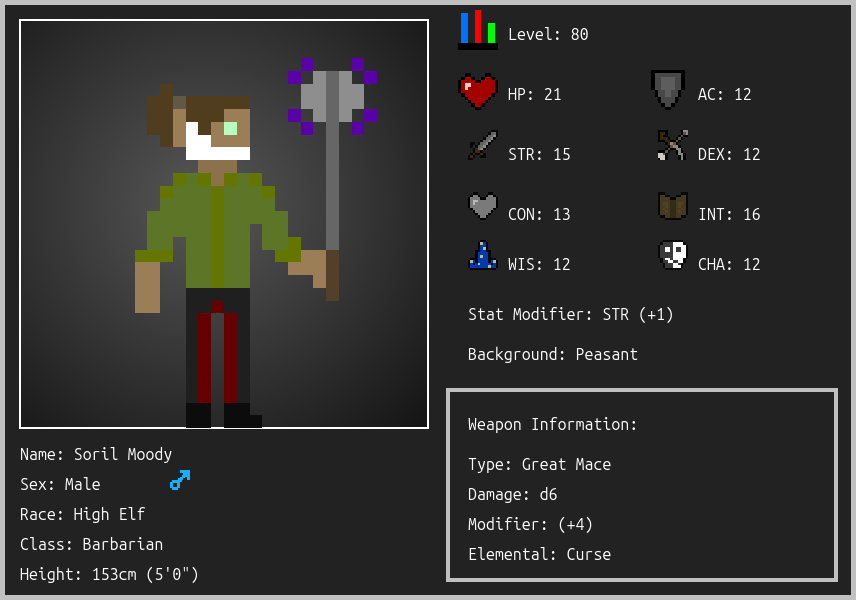 Level: 80
HP: 21
AC: 12
STR: 15
DEX: 12
CON: 13
INT: 16
WIS: 12
CHA: 12
Stat Modifier: STR (+1)
Background: Peasant
Weapon Information:
Type: Great Mace
Damage: d6
Modifier: (+4)
Elemental: Curse
Name: Soril Moody
Sex: Male
Race: High Elf
Class: Barbarian
Height: 153cm (5'0")